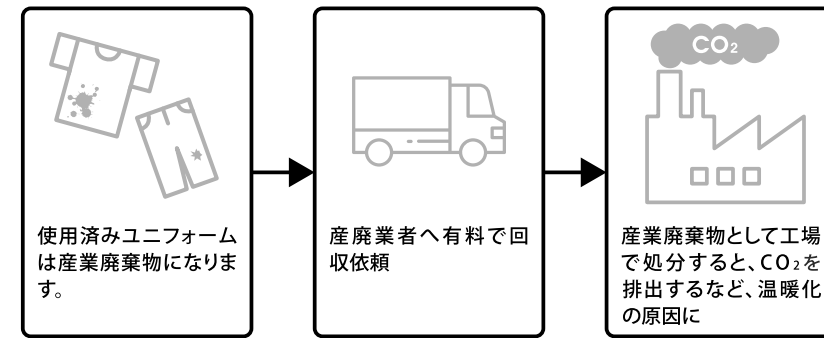 使用済みユニフォーム
は産業廃棄物になりま
す。
産廃業者へ有料で回
収依頼
CO₂
産業廃棄物として工場
で処分すると、CO₂を
排出するなど、温暖化
の原因に